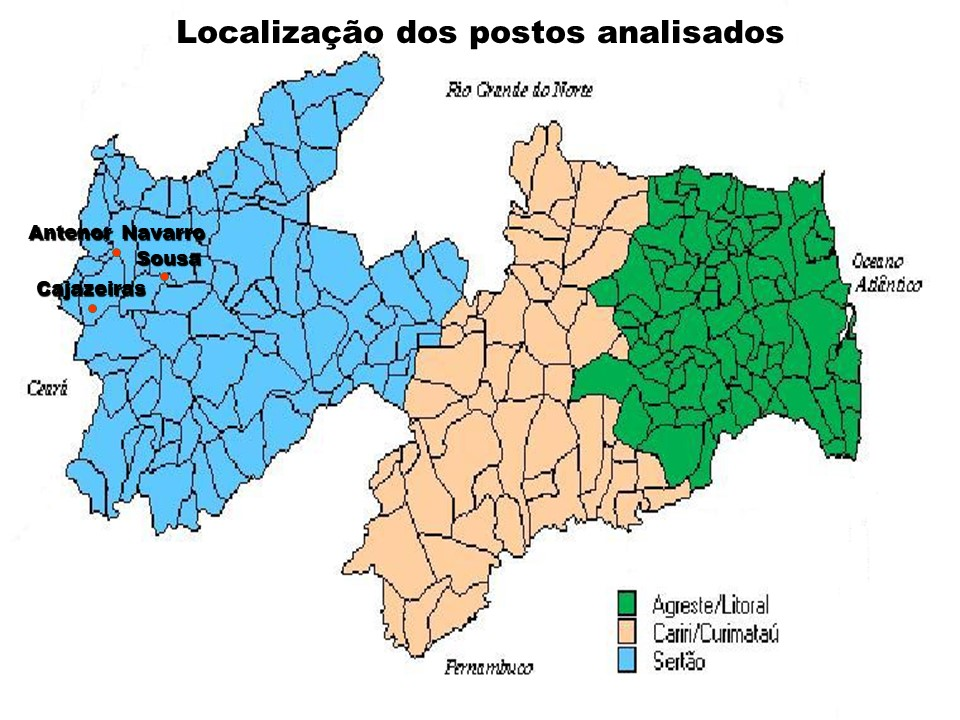 Localização dos postos analisados
Rio Grande do Norte
Antenor Navarro
Sousa
Cajazeiras
Oceano
Atlântico
Ceará
Agreste/Litoral
Cariri/Curimataú
Sertão
Pernambuco